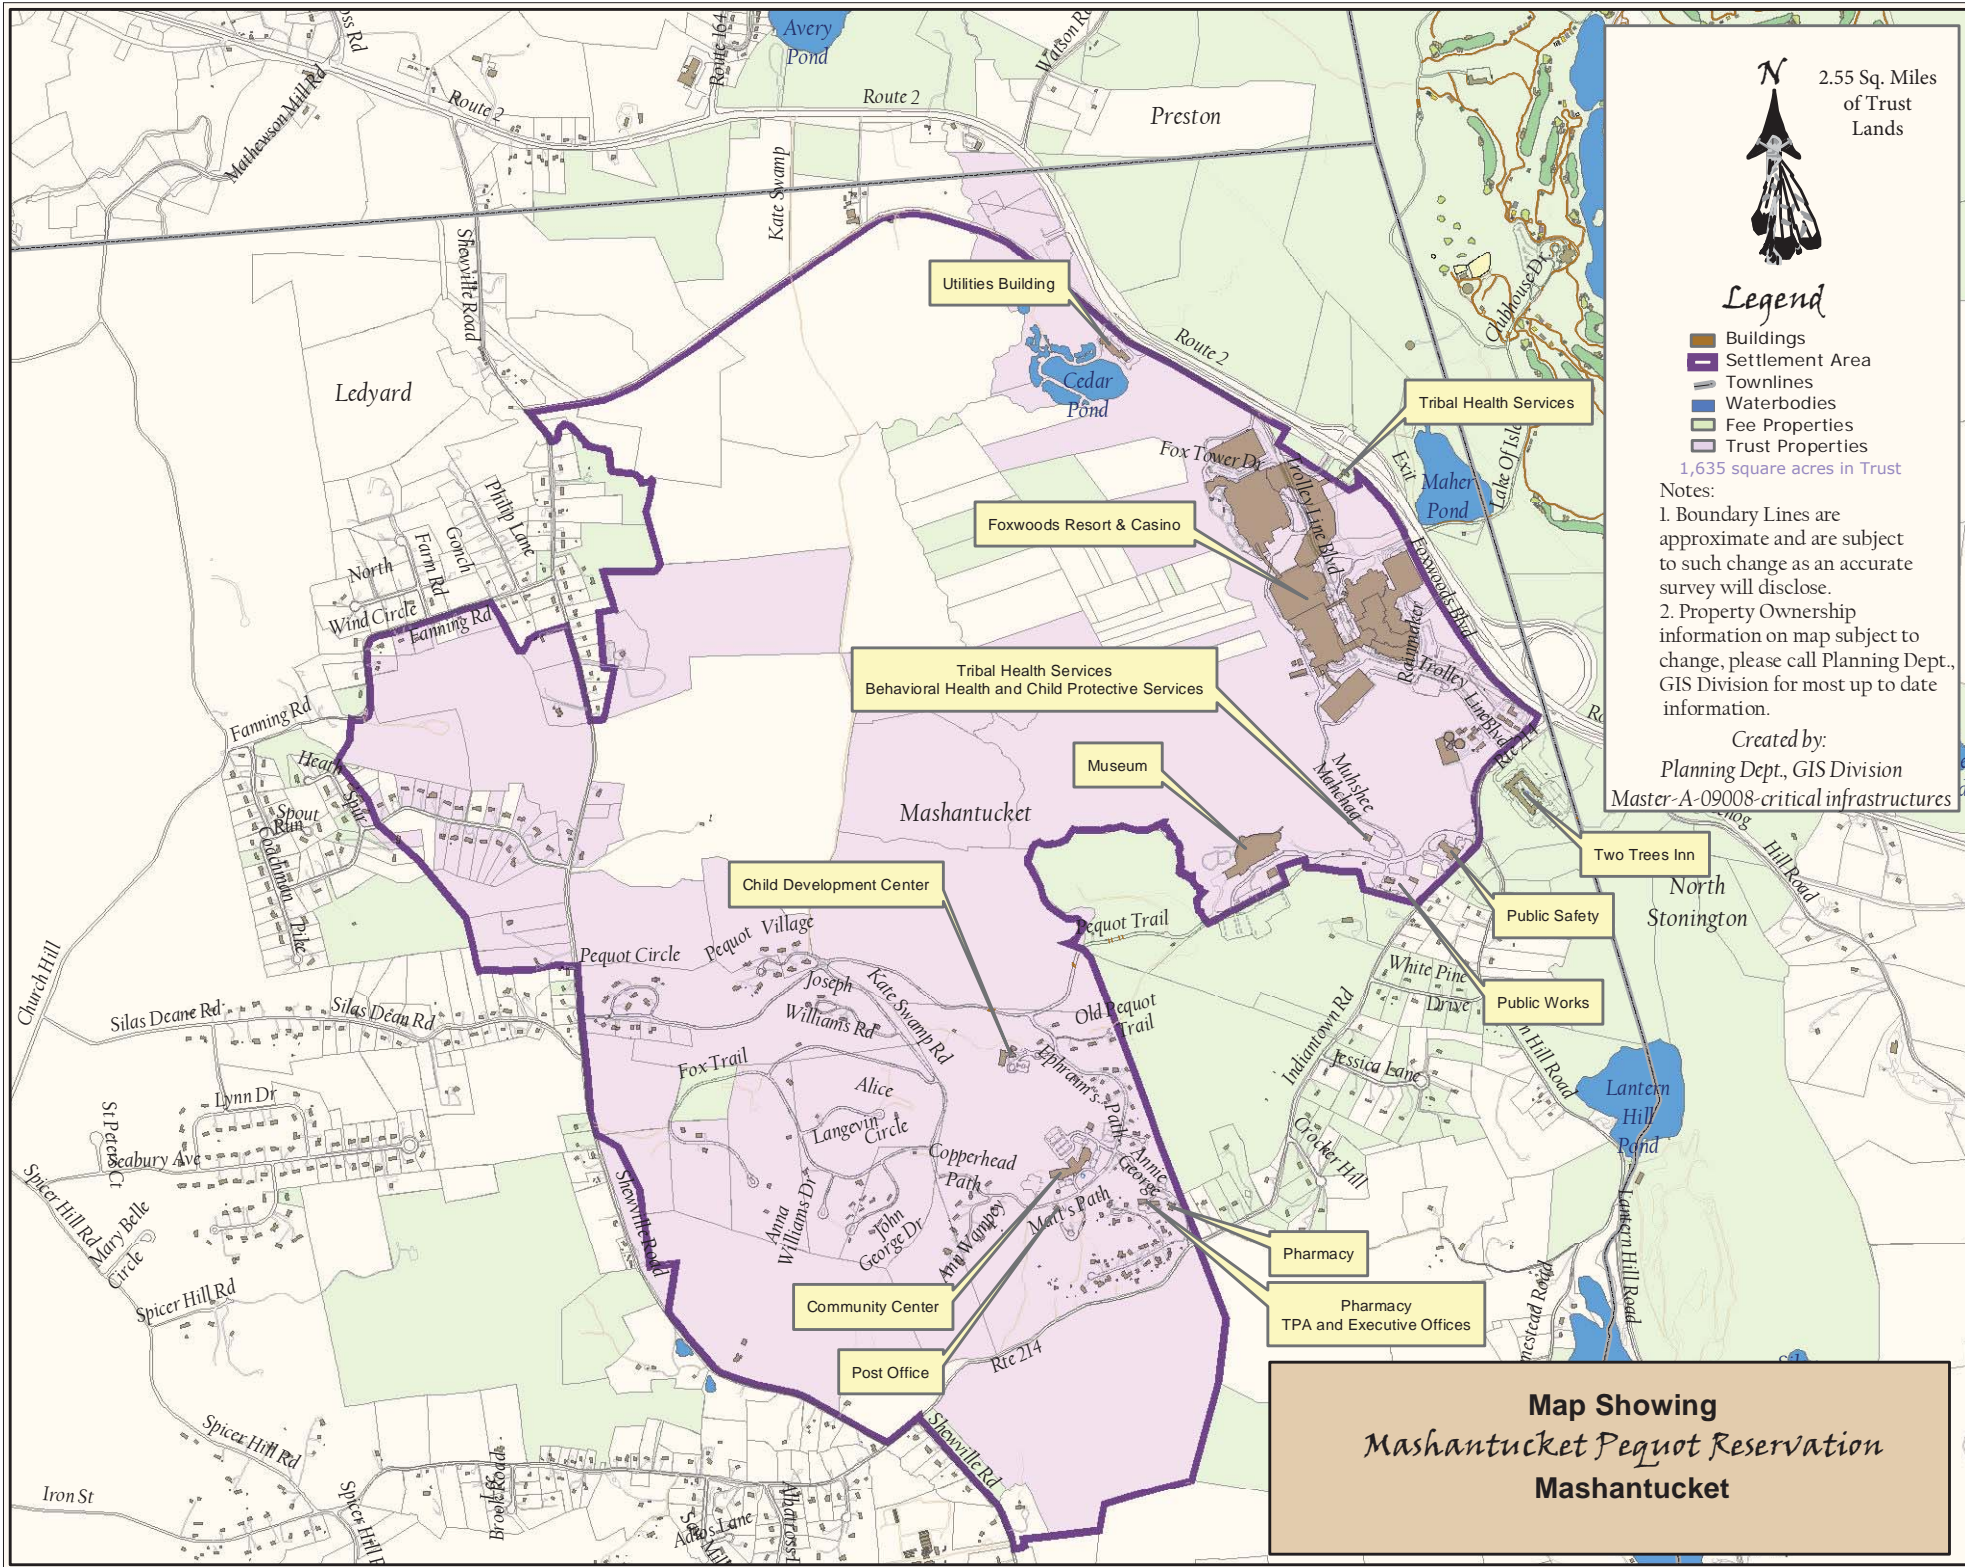 Avery
Pond
Route 164
Watson Rd
Mathewson Mill Rd
Route 2
Route 2
Preston
Kate Swamp
Shewville Road
Utilities Building
Route 2
Clubhouse Dr
Ledyard
Cedar
Pond
Tribal Health Services
Fox Tower Dr
Exit
Maher
Pond
Trolley Line Blvd
Philip Lane
Gonch
Farm Rd
North
Wind Circle
Fanning Rd
Foxwoods Resort & Casino
Foxwoods Blvd
Rainmaker
Trolley Line Blvd
Rte 214
Tribal Health Services
Behavioral Health and Child Protective Services
Fanning Rd
Heath
Spur
Spout
Run
Coachman
Pike
Museum
Muhshee
Mahchaq
Mashantucket
Two Trees Inn
Hill Road
North
Stonington
Child Development Center
Public Safety
Pequot Trail
Pequot Circle
Pequot Village
White Pine
Drive
Public Works
Church Hill
Joseph
Williams Rd
Kate Swamp Rd
Old Pequot
Trail
Silas Deane Rd
Silas Dean Rd
Indiantown Rd
n Hill Road
Jessica Lane
Ephraim's Path
Fox Trail
Alice
Langevin
Circle
Lantern
Hill
Pond
Lynn Dr
St Peters Ct
Seabury Ave
Crocker Hill
Copperhead
Path
Annie
George
Spicer Hill Rd
Mary Belle
Circle
Shewville Road
Anna
Williams Dr
John
George Dr
Ann Wampey
Matt's Path
Lantern Hill Road
Pharmacy
Spicer Hill Rd
Community Center
Pharmacy
TPA and Executive Offices
mestead Road
Rte 214
Post Office
Shewville Rd
Spicer Hill Rd
Iron St
Lee
Brook Road
Adios Lane
N
2.55 Sq. Miles
of Trust
Lands
Legend
Buildings
Settlement Area
Townlines
Waterbodies
Fee Properties
Trust Properties
1,635 square acres in Trust
Notes:
1. Boundary Lines are
approximate and are subject
to such change as an accurate
survey will disclose.
2. Property Ownership
information on map subject to
change, please call Planning Dept.,
GIS Division for most up to date
information.
Created by:
Planning Dept., GIS Division
Master-A-09008-critical infrastructures
Map Showing
Mashantucket Pequot Reservation
Mashantucket